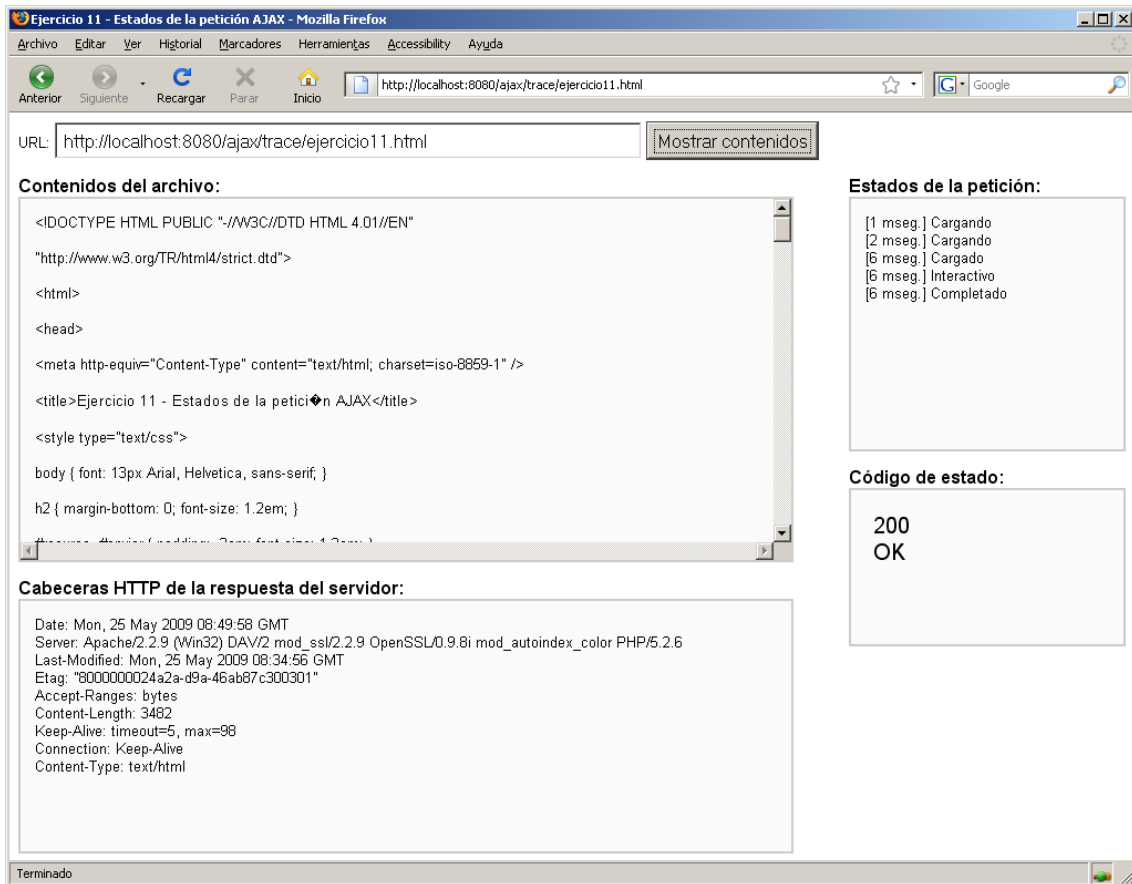 Ejercicio 11 - Estados de la petición AJAX - Mozilla Firefox
Archivo Editar Ver Historial Marcadores Herramientas Accessibility Ayuda
Anterior Siguiente Recargar Parar Inicio http://localhost:8080/ajax/trace/ejercicio11.html G Google
URL: http://localhost:8080/ajax/trace/ejercicio11.html Mostrar contenidos
Contenidos del archivo:
<!DOCTYPE HTML PUBLIC "-//W3C//DTD HTML 4.01//EN"
"http://www.w3.org/TR/html4/strict.dtd">
<html>
<head>
<meta http-equiv="Content-Type" content="text/html; charset=iso-8859-1" />
<title>Ejercicio 11 - Estados de la petici�n AJAX</title>
<style type="text/css">
body { font: 13px Arial, Helvetica, sans-serif; }
h2 { margin-bottom: 0; font-size: 1.2em; }
Estados de la petición:
[1 mseg.] Cargando
[2 mseg.] Cargando
[6 mseg.] Cargado
[6 mseg.] Interactivo
[6 mseg.] Completado
Código de estado:
200
OK
Cabeceras HTTP de la respuesta del servidor:
Date: Mon, 25 May 2009 08:49:58 GMT
Server: Apache/2.2.9 (Win32) DAV/2 mod_ssl/2.2.9 OpenSSL/0.9.8i mod_autoindex_color PHP/5.2.6
Last-Modified: Mon, 25 May 2009 08:34:56 GMT
Etag: "8000000024a2a-d9a-46ab87c300301"
Accept-Ranges: bytes
Content-Length: 3482
Keep-Alive: timeout=5, max=98
Connection: Keep-Alive
Content-Type: text/html
Terminado